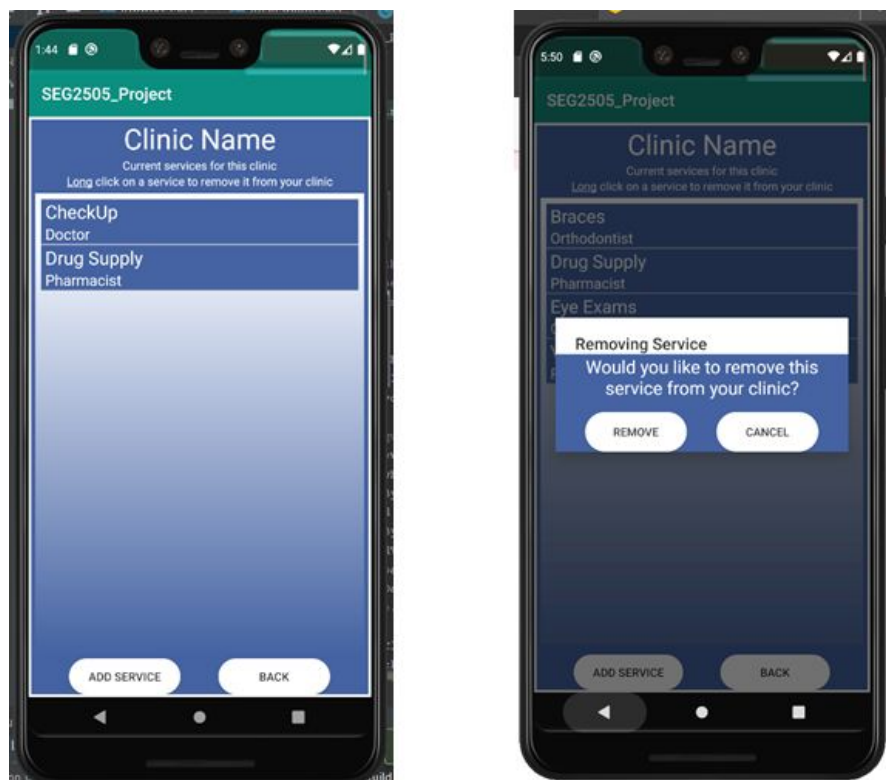 1:44
SEG2505_Project
Clinic Name
Current services for this clinic
Long click on a service to remove it from your clinic
CheckUp
Doctor
Drug Supply
Pharmacist
ADD SERVICE
BACK
5:50
SEG2505_Project
Clinic Name
Current services for this clinic
Long click on a service to remove it from your clinic
Braces
Orthodontist
Drug Supply
Pharmacist
Eye Exams
Removing Service
Would you like to remove this
service from your clinic?
REMOVE
CANCEL
ADD SERVICE
BACK